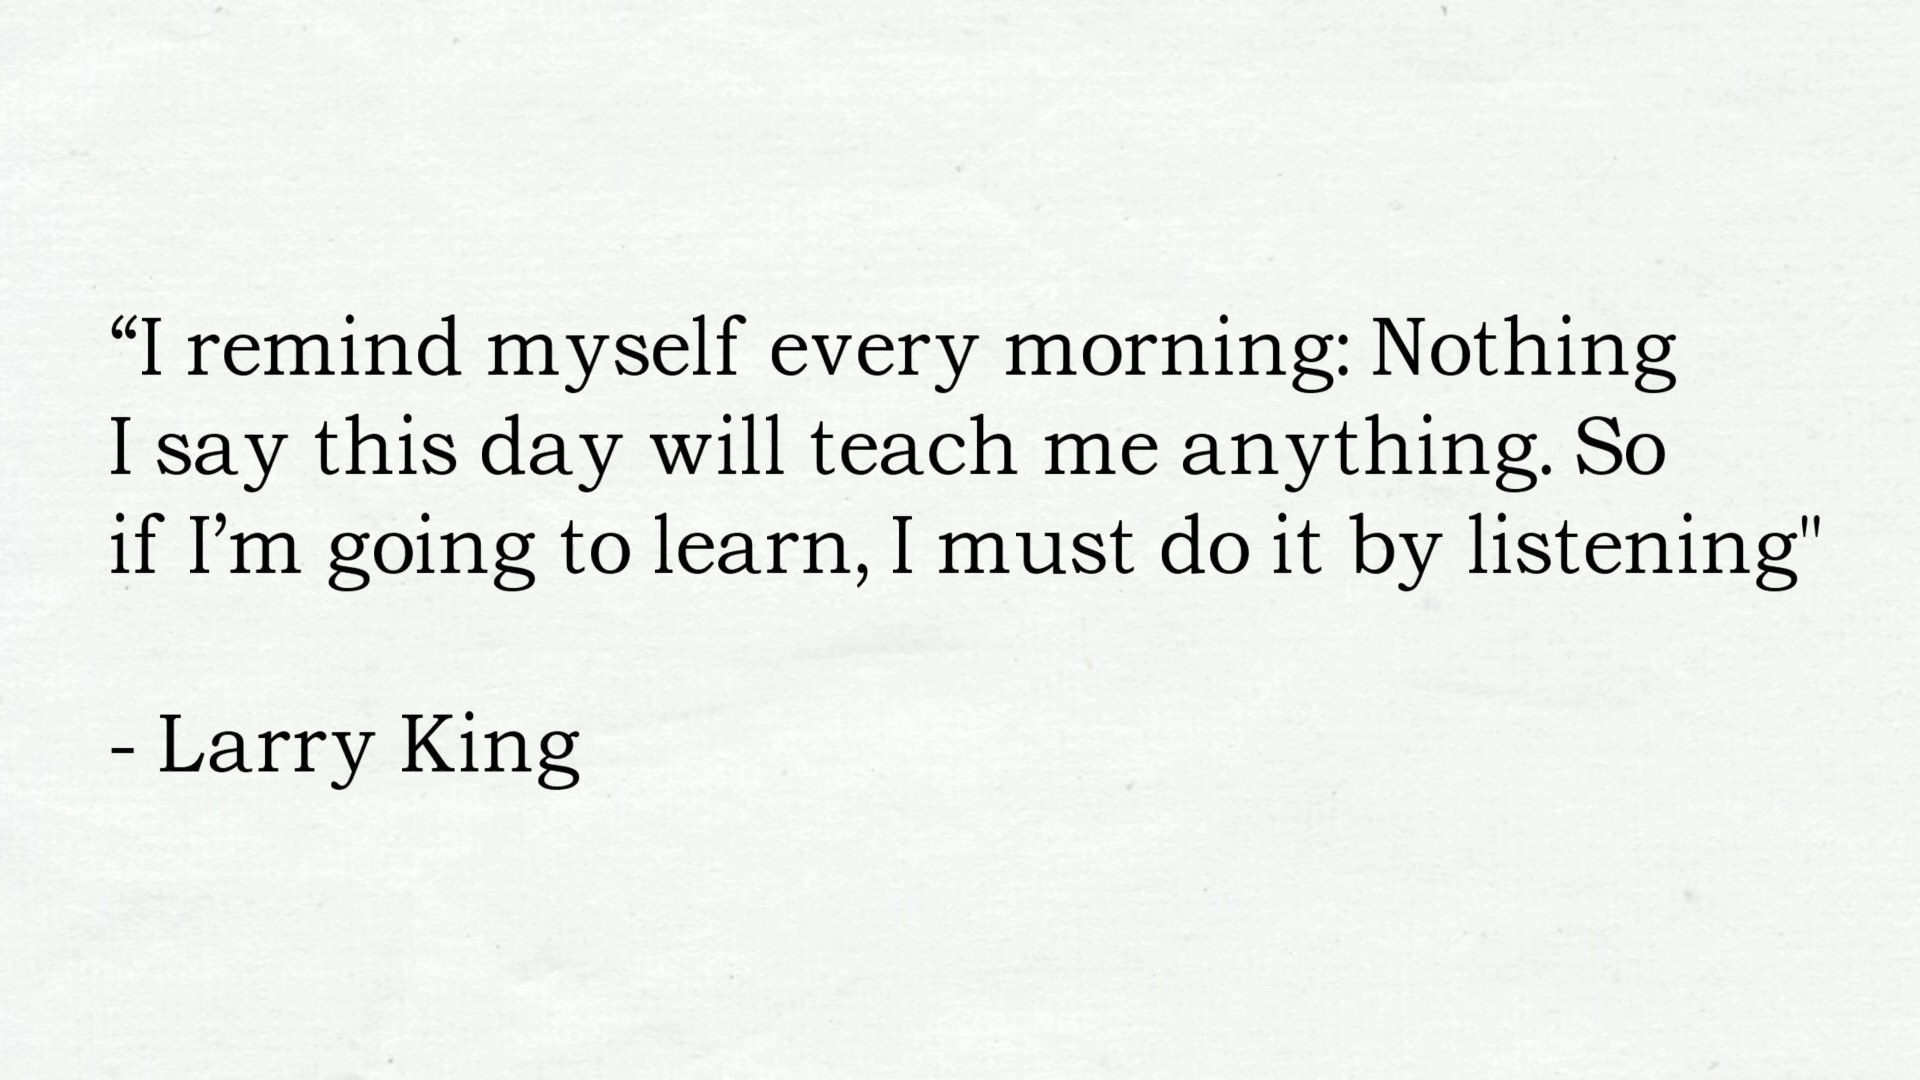 “I remind myself every morning: Nothing
I say this day will teach me anything. So
if I’m going to learn, I must do it by listening"
- Larry King